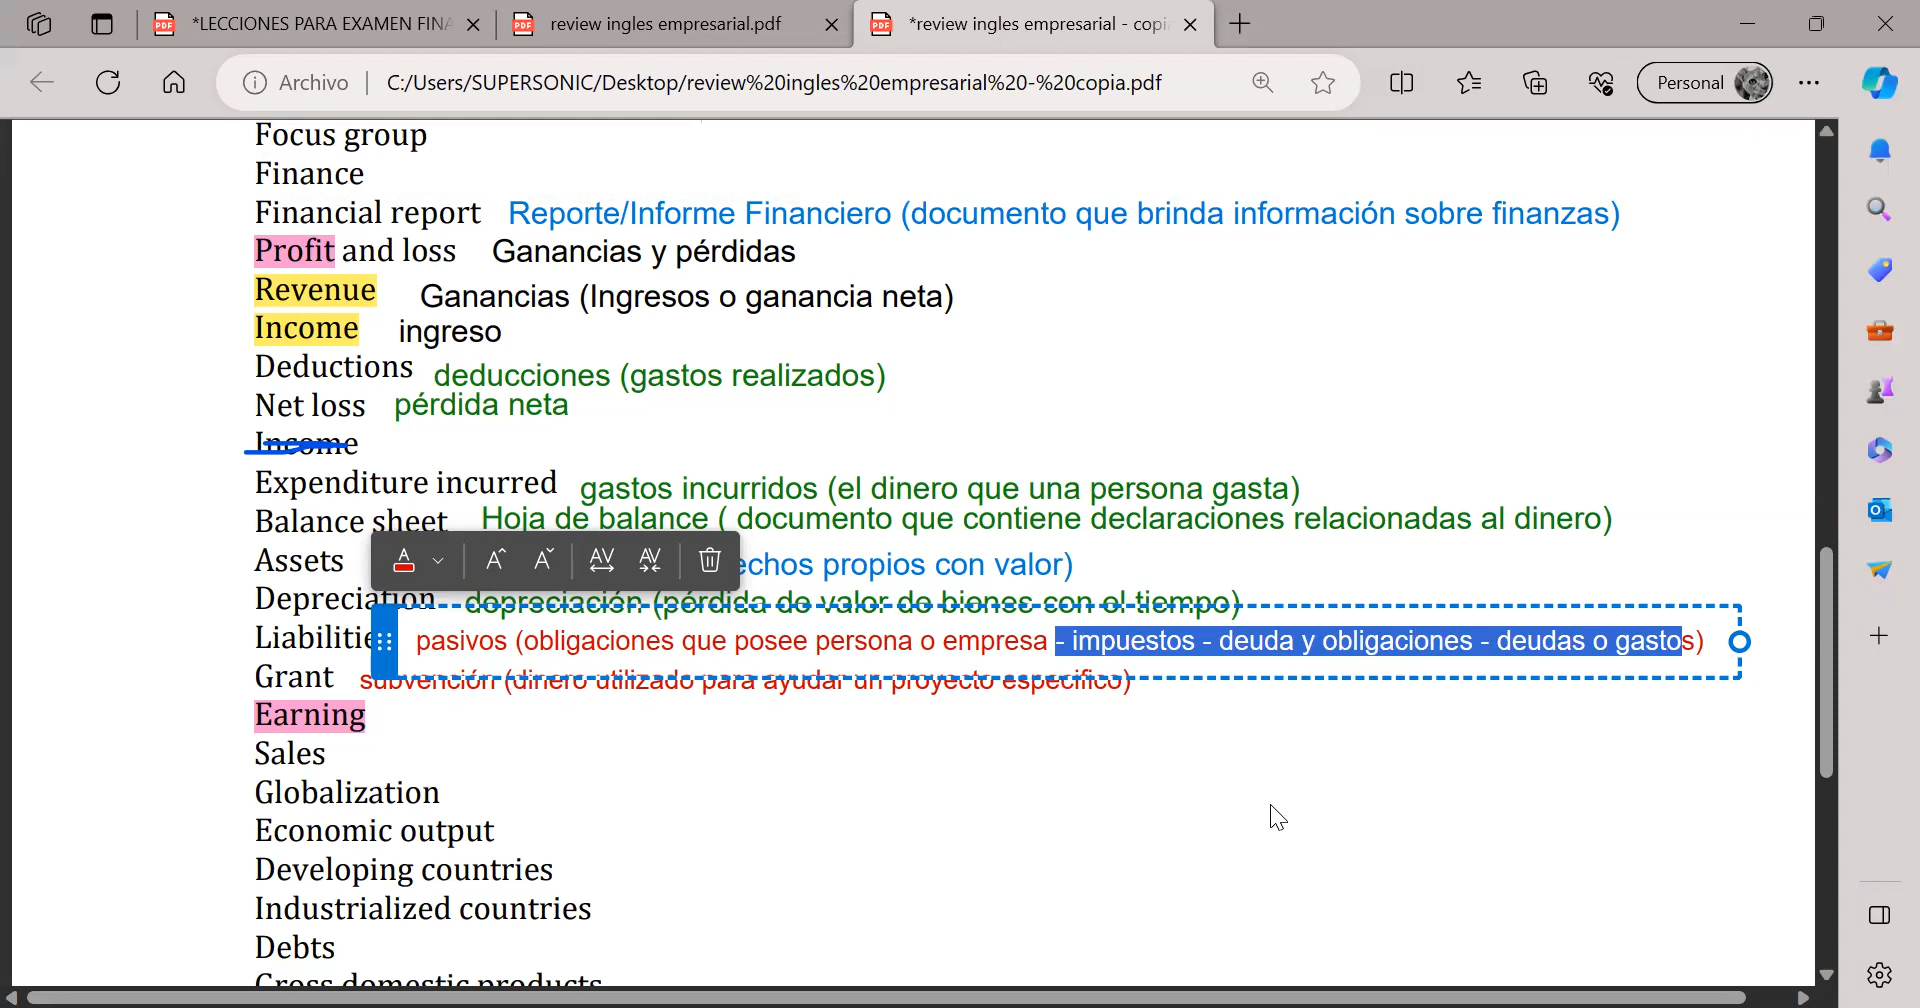 *LECCIONES PARA EXAMEN FINA
review ingles empresarial.pdf
*review ingles empresarial - copi
Archivo
C:/Users/SUPERSONIC/Desktop/review%20ingles%20empresarial%20-%20copia.pdf
Personal
Focus group
Finance
Financial report Reporte/Informe Financiero (documento que brinda información sobre finanzas)
Profit and loss Ganancias y pérdidas
Revenue Ganancias (Ingresos o ganancia neta)
Income ingreso
Deductions deducciones (gastos realizados)
Net loss pérdida neta
Income
Expenditure incurred gastos incurridos (el dinero que una persona gasta)
Balance sheet Hoja de balance ( documento que contiene declaraciones relacionadas al dinero)
Assets echos propios con valor)
Depreciation depreciación (pérdida de valor de bienes con el tiempo)
Liabilitie pasivos (obligaciones que posee persona o empresa - impuestos - deuda y obligaciones - deudas o gastos)
Grant subvención (dinero utilizado para ayudar un proyecto especifico)
Earning
Sales
Globalization
Economic output
Developing countries
Industrialized countries
Debts
Gross domestic products